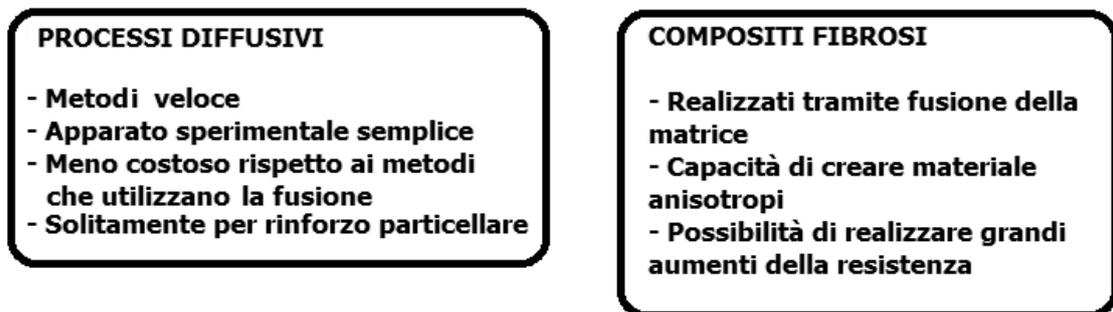 PROCESSI DIFFUSIVI
- Metodi veloce
- Apparato sperimentale semplice
- Meno costoso rispetto ai metodi
che utilizzano la fusione
- Solitamente per rinforzo particellare
COMPOSITI FIBROSI
- Realizzati tramite fusione della
matrice
- Capacità di creare materiale
anisotropi
- Possibilità di realizzare grandi
aumenti della resistenza